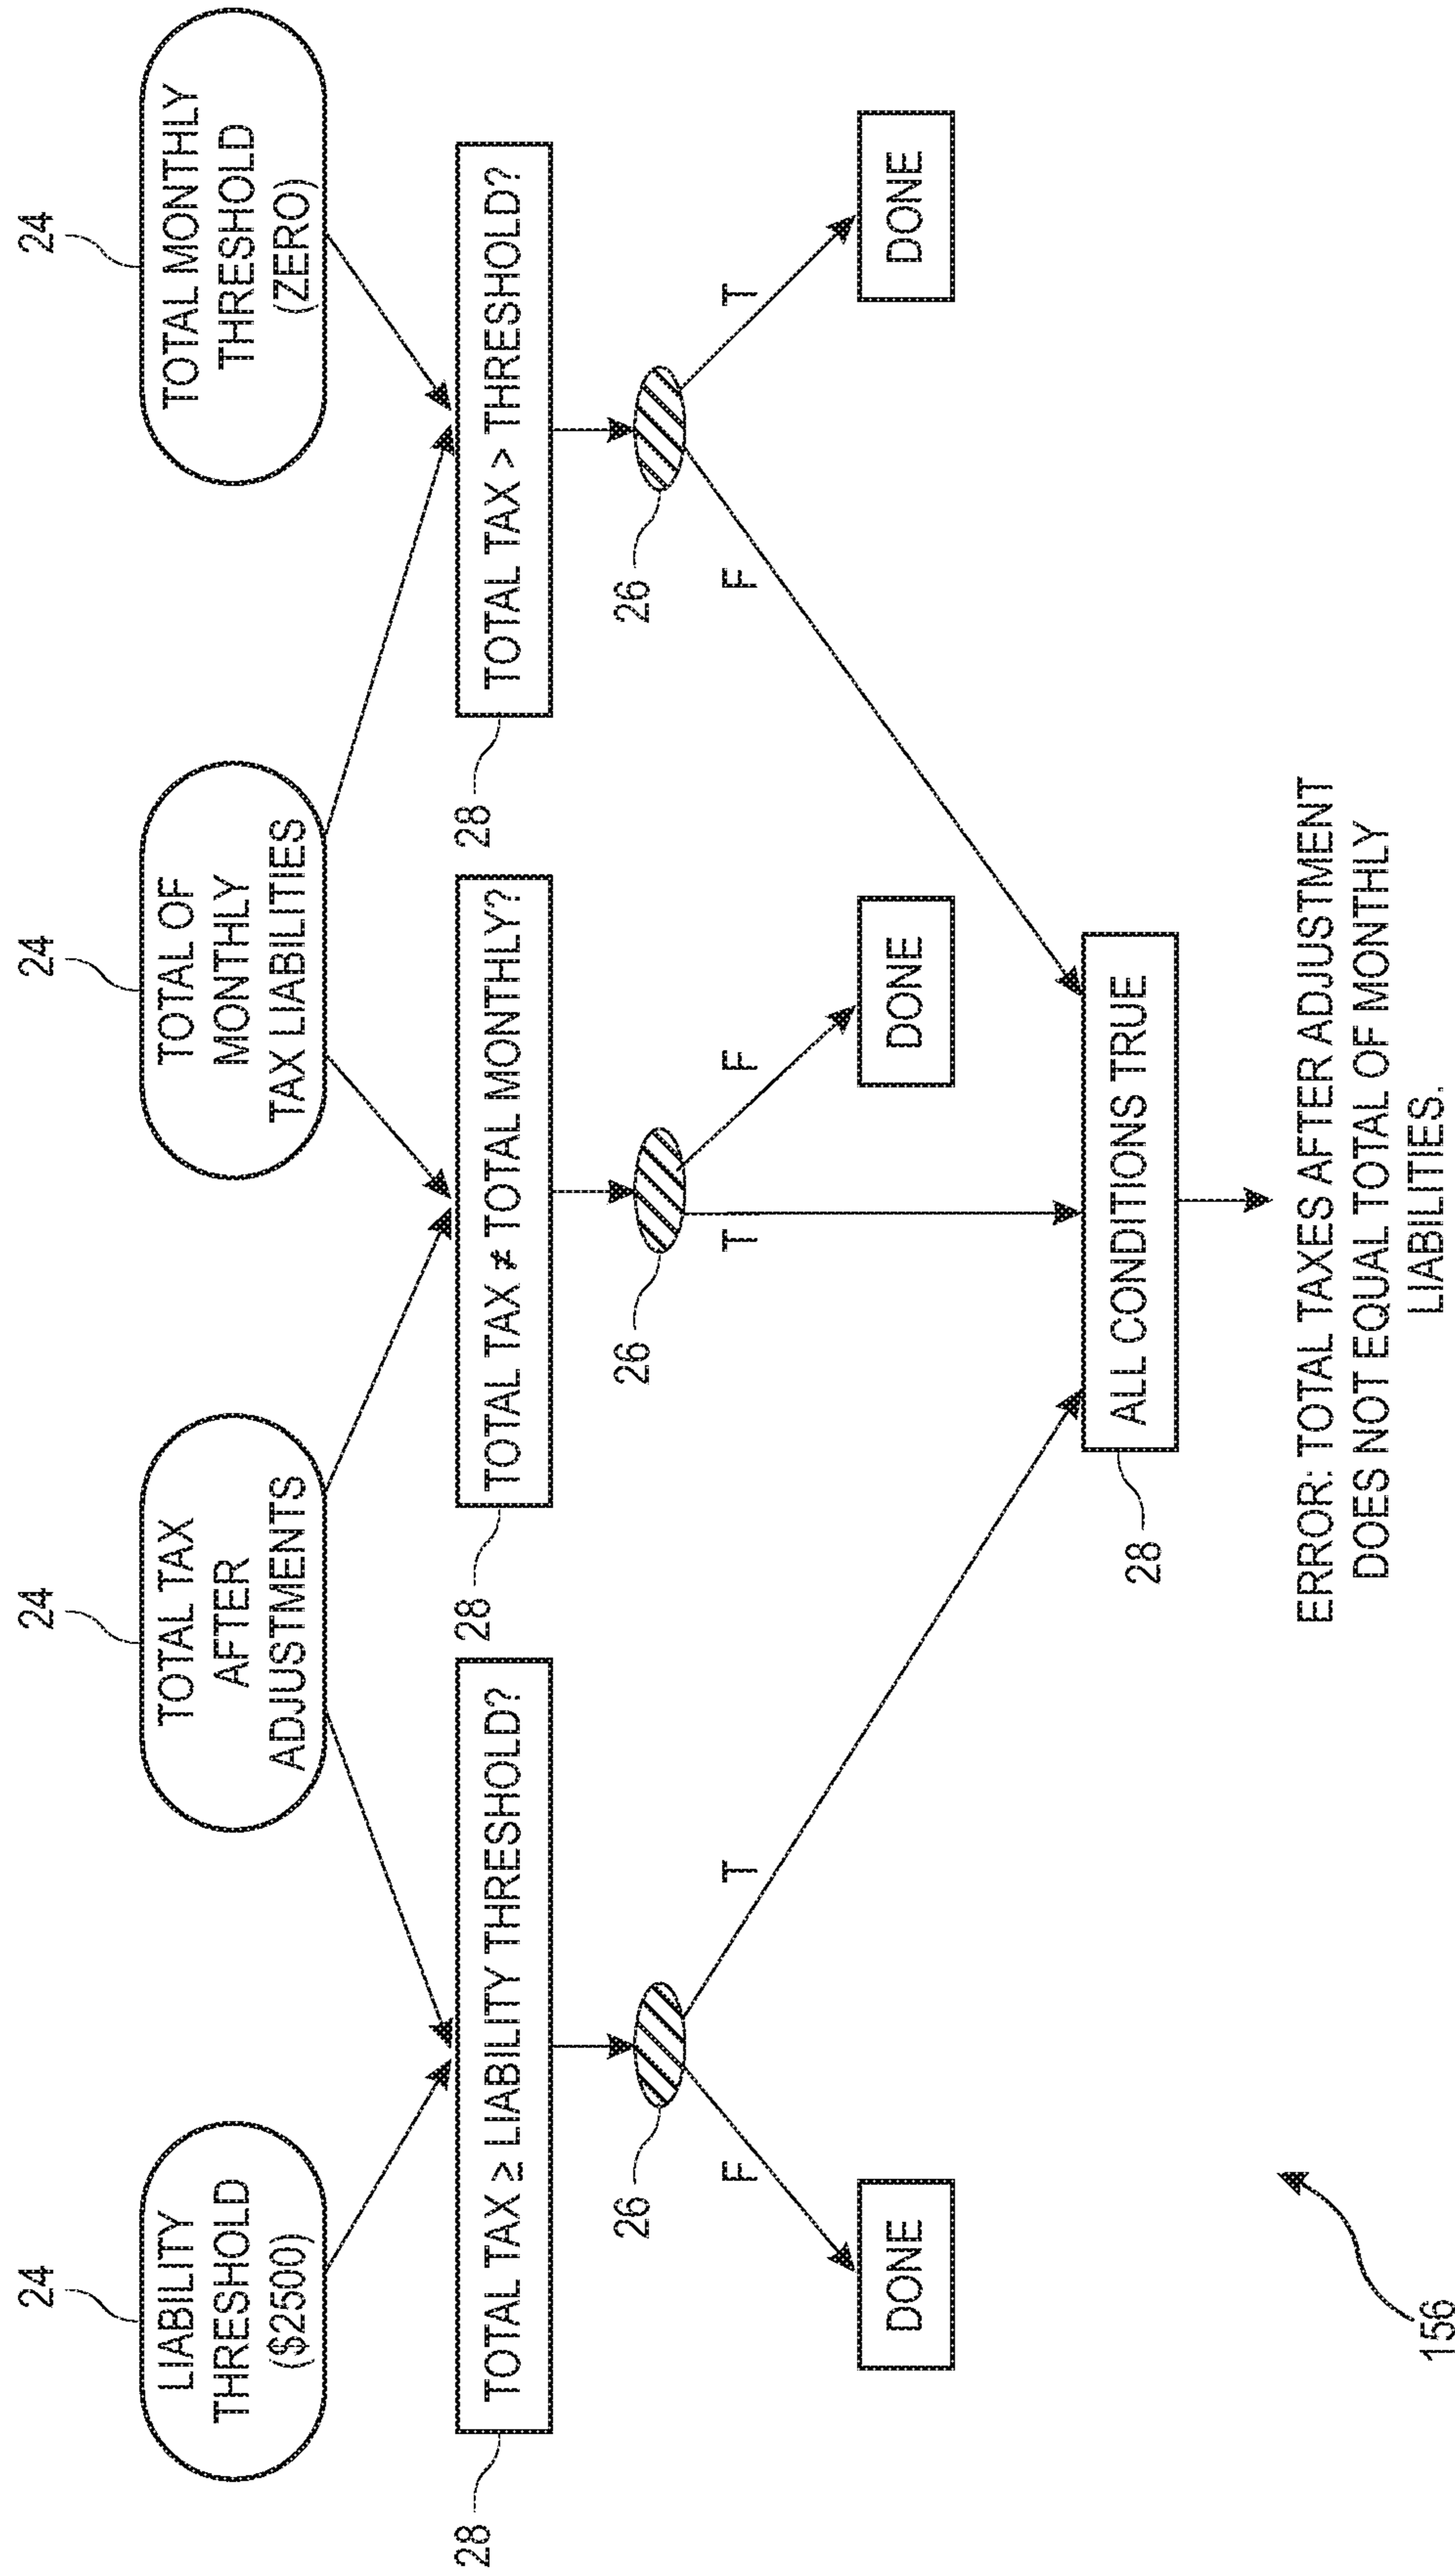 24
24
24
24
LIABILITY
THRESHOLD
($2500)
TOTAL TAX
AFTER
ADJUSTMENTS
TOTAL OF
MONTHLY
TAX LIABILITIES
TOTAL MONTHLY
THRESHOLD
(ZERO)
28
TOTAL TAX ≥ LIABILITY THRESHOLD?
28
TOTAL TAX ≠ TOTAL MONTHLY?
28
TOTAL TAX > THRESHOLD?
26
26
26
F
T
T
F
F
T
DONE
DONE
DONE
28
ALL CONDITIONS TRUE
ERROR: TOTAL TAXES AFTER ADJUSTMENT
DOES NOT EQUAL TOTAL OF MONTHLY
LIABILITIES.
156